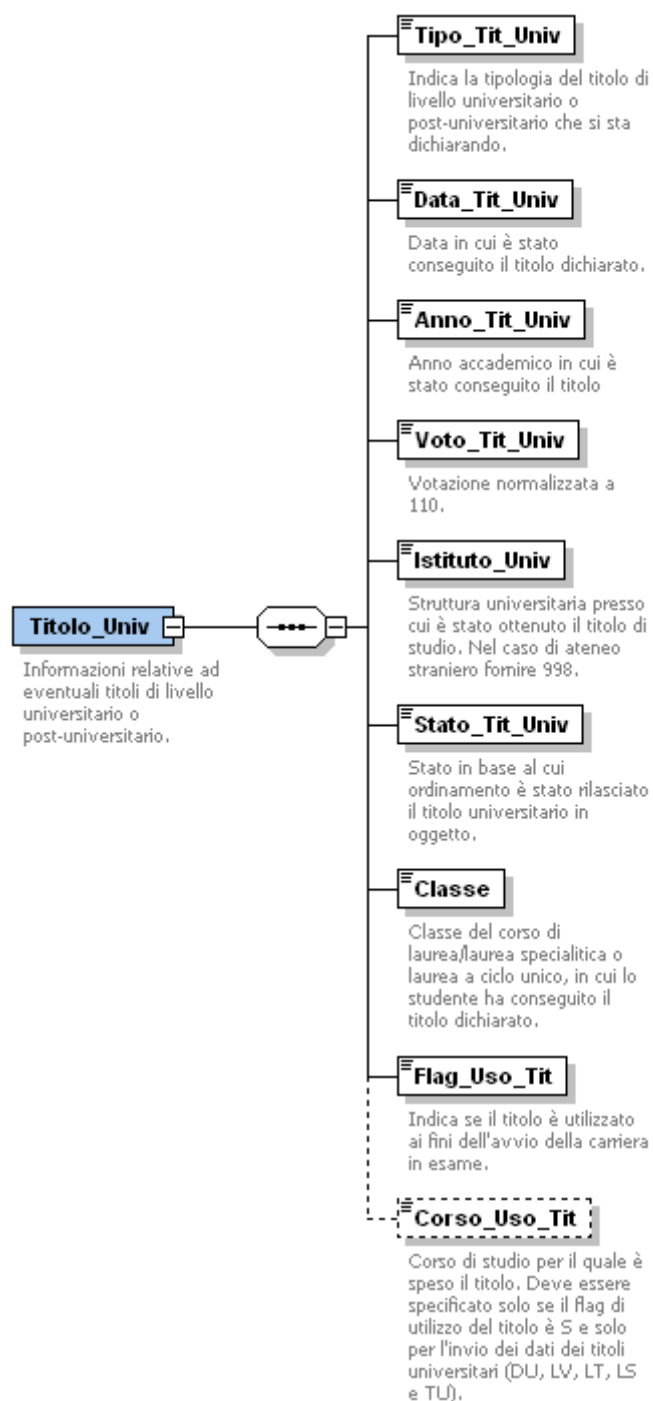 Tipo_Tit_Univ
Indica la tipologia del titolo di
livello universitario o
post-universitario che si sta
dichiarando.
Data_Tit_Univ
Data in cui è stato
conseguito il titolo dichiarato.
Anno_Tit_Univ
Anno accademico in cui è
stato conseguito il titolo
Voto_Tit_Univ
Votazione normalizzata a
110.
Istituto_Univ
Struttura universitaria presso
cui è stato ottenuto il titolo di
studio. Nel caso di ateneo
straniero fornire 998.
Titolo_Univ
Informazioni relative ad
eventuali titoli di livello
universitario o
post-universitario.
Stato_Tit_Univ
Stato in base al cui
ordinamento è stato rilasciato
il titolo universitario in
oggetto.
Classe
Classe del corso di
laurea/laurea specialitica o
laurea a ciclo unico, in cui lo
studente ha conseguito il
titolo dichiarato.
Flag_Uso_Tit
Indica se il titolo è utilizzato
ai fini dell'avvio della carriera
in esame.
Corso_Uso_Tit
Corso di studio per il quale è
speso il titolo. Deve essere
specificato solo se il flag di
utilizzo del titolo è S e solo
per l'invio dei dati dei titoli
universitari (DU, LV, LT, LS
e TU).